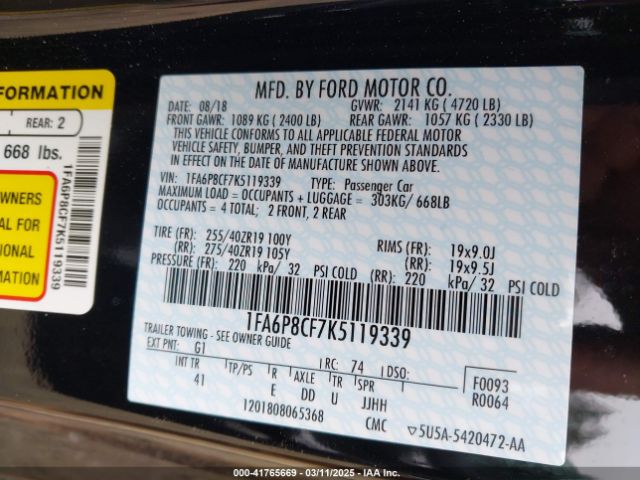 ORMATION
REAR: 2
668 lbs.
WNERS
AL FOR
IONAL
MATION
1FA6P8CF7K5119339
MFD. BY FORD MOTOR CO.
DATE: 08/18 GVWR: 2141 KG ( 4720 LB)
FRONT GAWR: 1089 KG ( 2400 LB) REAR GAWR: 1057 KG ( 2330 LB)
THIS VEHICLE CONFORMS TO ALL APPLICABLE FEDERAL MOTOR
VEHICLE SAFETY, BUMPER, AND THEFT PREVENTION STANDARDS
IN EFFECT ON THE DATE OF MANUFACTURE SHOWN ABOVE.
VIN: 1FA6P8CF7K5119339 TYPE: Passenger Car
MAXIMUM LOAD = OCCUPANTS + LUGGAGE = 303KG/ 668LB
OCCUPANTS = 4 TOTAL; 2 FRONT, 2 REAR
TIRE (FR): 255/40ZR19 100Y RIMS (FR): 19x9.0J
(RR): 275/40ZR19 105Y (RR): 19x9.5J
PRESSURE (FR): 220 kPa/ 32 PSI COLD (RR): 220 kPa/ 32 PSI COLD
1FA6P8CF7K5119339
TRAILER TOWING - SEE OWNER GUIDE
EXT PNT: G1 RC: 74 DSO: F0093
INT TR TP/PS R AXLE TR SPR R0064
41 E DD U JJHH
1201808065368 CMC ▽5U5A-5420472-AA
000-41765669 - 03/11/2025 - IAA Inc.